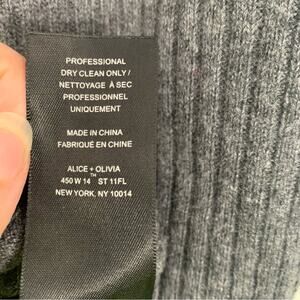 PROFESSIONAL
DRY CLEAN ONLY /
NETTOYAGE À SEC
PROFESSIONNEL
UNIQUEMENT
MADE IN CHINA
FABRIQUÉ EN CHINE
ALICE + OLIVIA
450 W 14™ ST 11FL
NEW YORK, NY 10014